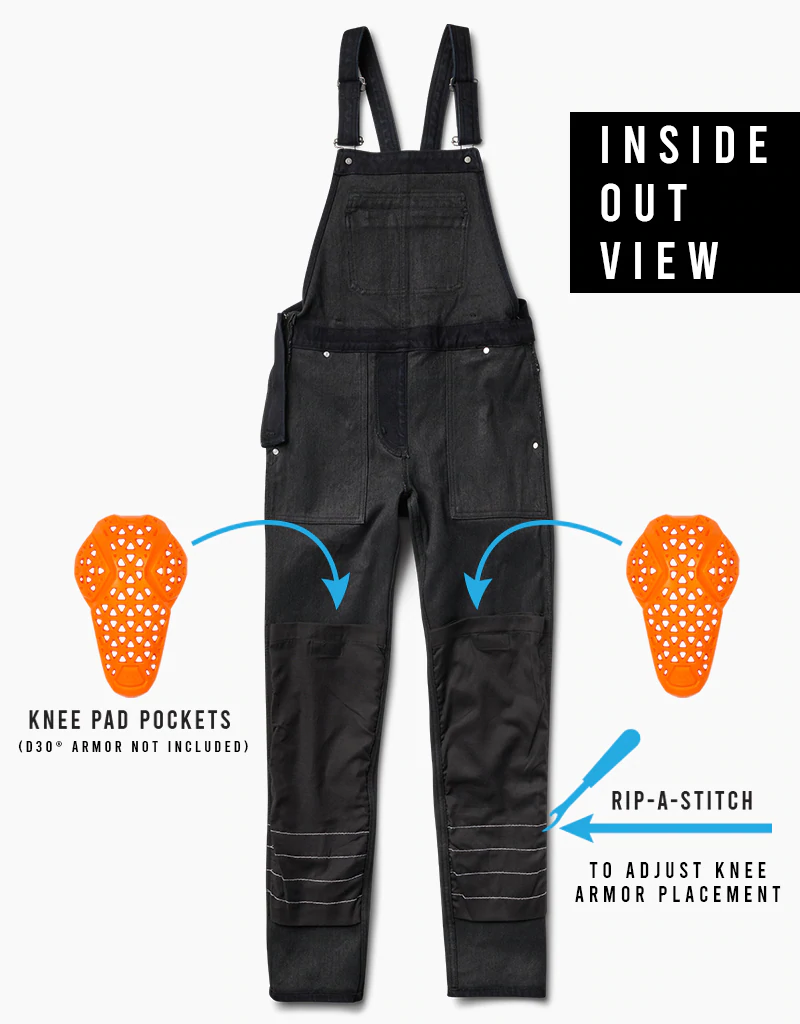 INSIDE
OUT
VIEW
KNEE PAD POCKETS
(D3O® ARMOR NOT INCLUDED)
RIP-A-STITCH
TO ADJUST KNEE
ARMOR PLACEMENT